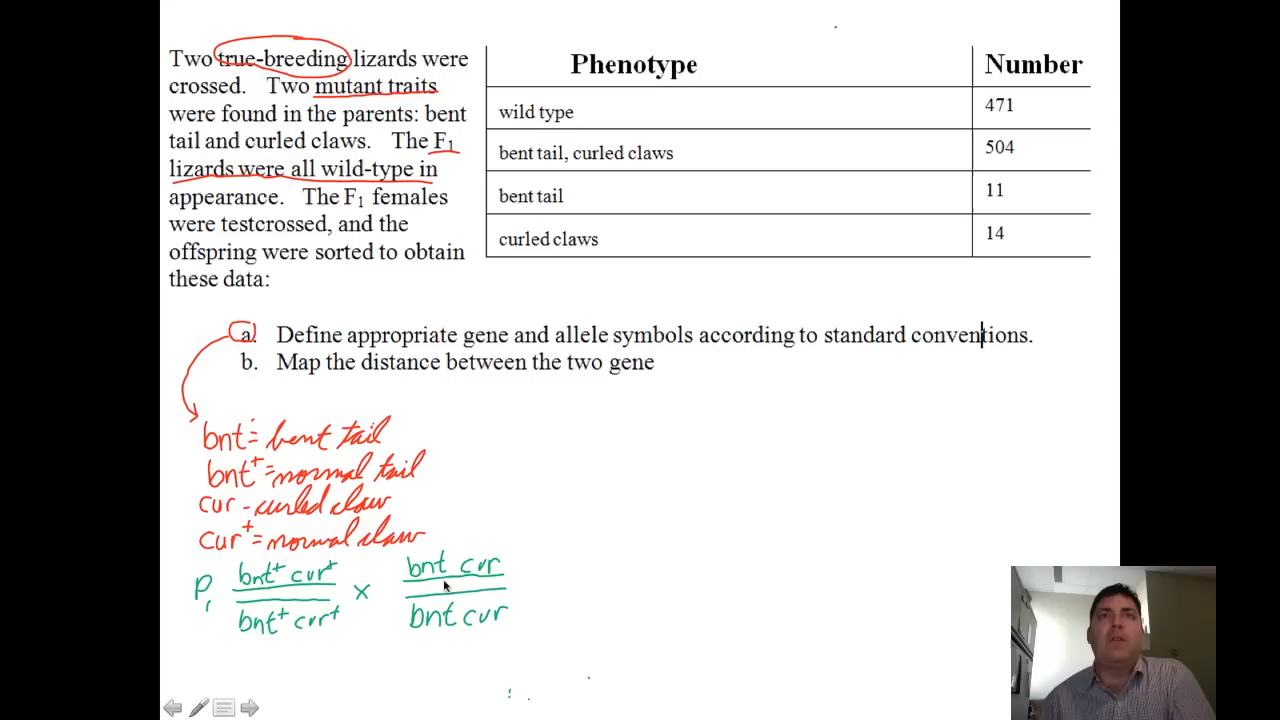 Two true-breeding lizards were
crossed. Two mutant traits
were found in the parents: bent
tail and curled claws. The F₁
lizards were all wild-type in
appearance. The F₁ females
were testcrossed, and the
offspring were sorted to obtain
these data:
Phenotype Number
wild type 471
bent tail, curled claws 504
bent tail 11
curled claws 14
a. Define appropriate gene and allele symbols according to standard conventions.
b. Map the distance between the two gene
bnt = bent tail
bnt⁺ = normal tail
cur - curled claw
cur⁺ = normal claw
P₁ bnt⁺ cur⁺ x bnt cur
bnt⁺ cur⁺ bnt cur